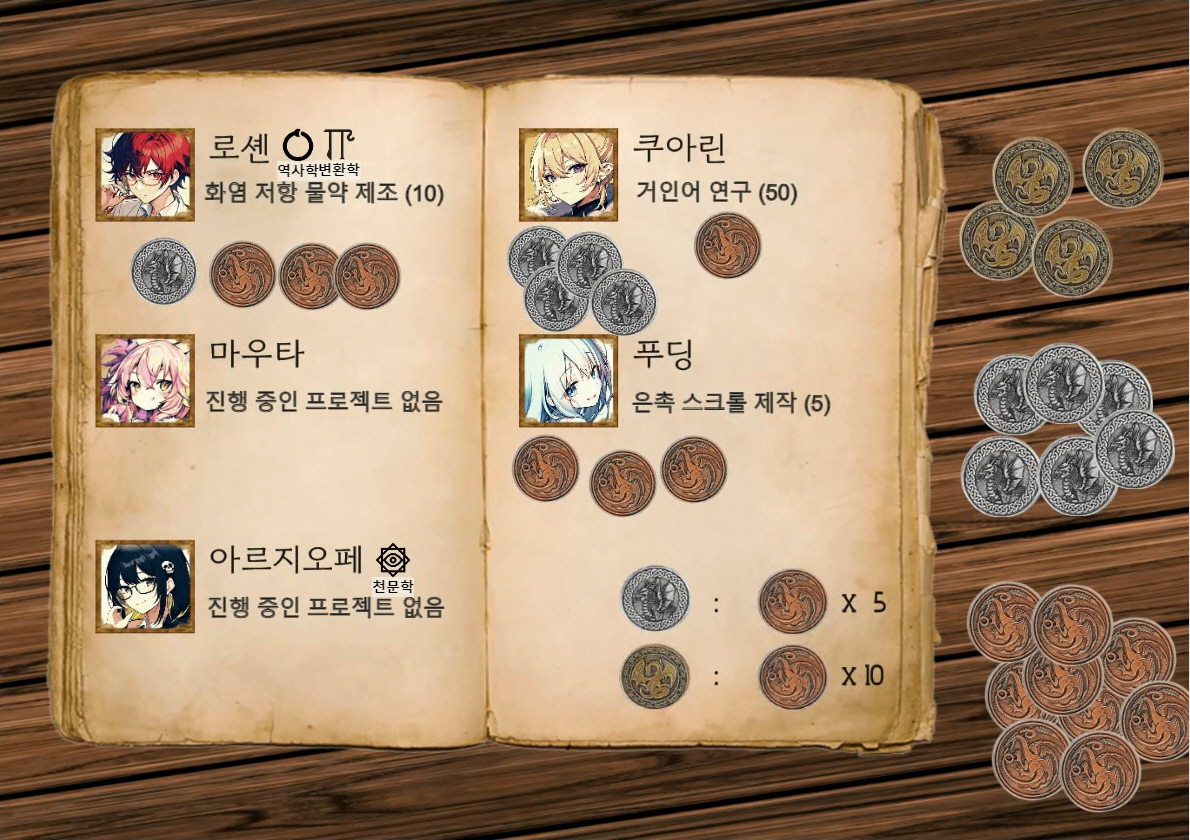 로셴
역사학변환학
화염 저항 물약 제조 (10)
마우타
진행 중인 프로젝트 없음
아르지오페
천문학
진행 중인 프로젝트 없음
쿠아린
거인어 연구 (50)
푸딩
은촉 스크롤 제작 (5)
: X 5
: X 10